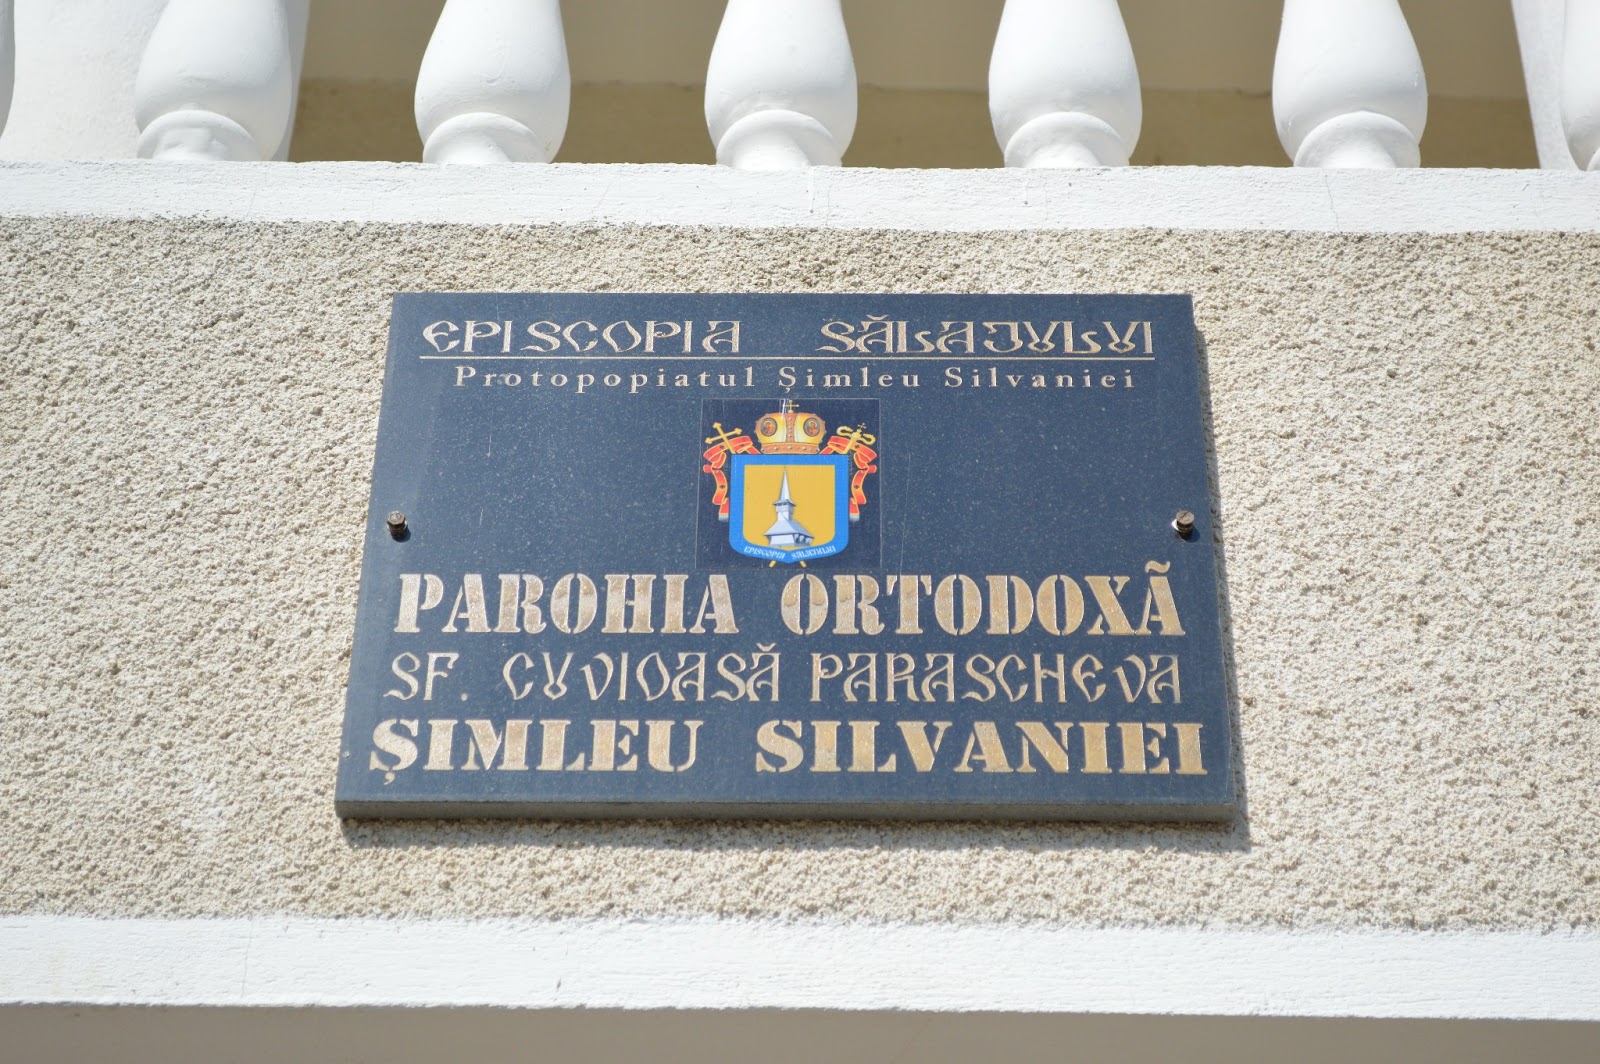 EPISCOPIA SĂLAJULUI
Protopopiatul Șimleu Silvaniei
EPISCOPIA SĂLAJULUI
PAROHIA ORTODOXĂ
SF. CUVIOASĂ PARASCHEVA
ȘIMLEU SILVANIEI